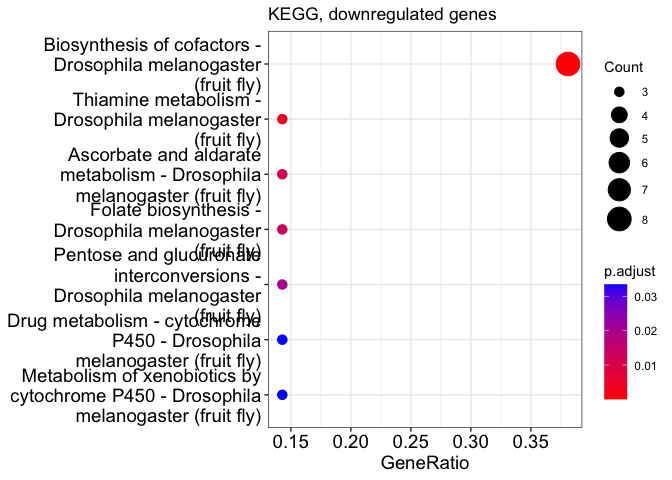 KEGG, downregulated genes
Biosynthesis of cofactors -
Drosophila melanogaster
(fruit fly)
Thiamine metabolism -
Drosophila melanogaster
(fruit fly)
Ascorbate and aldarate
metabolism - Drosophila
melanogaster (fruit fly)
Folate biosynthesis -
Drosophila melanogaster
(fruit fly)
Pentose and glucuronate
interconversions -
Drosophila melanogaster
(fruit fly)
Drug metabolism - cytochrome
P450 - Drosophila
melanogaster (fruit fly)
Metabolism of xenobiotics by
cytochrome P450 - Drosophila
melanogaster (fruit fly)
0.15 0.20 0.25 0.30 0.35
GeneRatio
Count
3
4
5
6
7
8
p.adjust
0.03
0.02
0.01